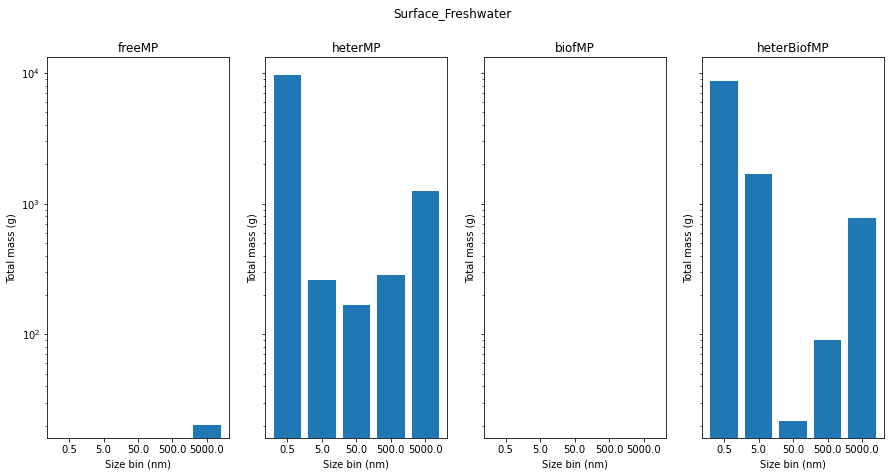 Surface_Freshwater
freeMP
heterMP
biofMP
heterBiofMP
Total mass (g)
10^4
10^3
10^2
0.5 5.0 50.0 500.0 5000.0
Size bin (nm)
Total mass (g)
0.5 5.0 50.0 500.0 5000.0
Size bin (nm)
Total mass (g)
0.5 5.0 50.0 500.0 5000.0
Size bin (nm)
Total mass (g)
0.5 5.0 50.0 500.0 5000.0
Size bin (nm)